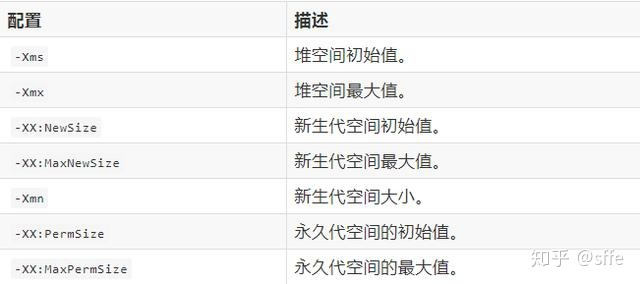 配置 描述
-Xms 堆空间初始值。
-Xmx 堆空间最大值。
-XX:NewSize 新生代空间初始值。
-XX:MaxNewSize 新生代空间最大值。
-Xmn 新生代空间大小。
-XX:PermSize 永久代空间的初始值。
-XX:MaxPermSize 永久代空间的最大值。
知乎 @sffe